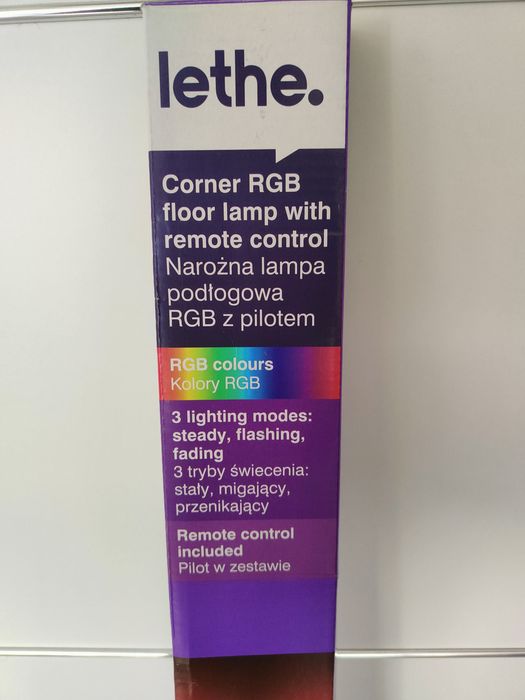 lethe.
Corner RGB
floor lamp with
remote control
Narożna lampa
podłogowa
RGB z pilotem
RGB colours
Kolory RGB
3 lighting modes:
steady, flashing,
fading
3 tryby świecenia:
stały, migający,
przenikający
Remote control
included
Pilot w zestawie